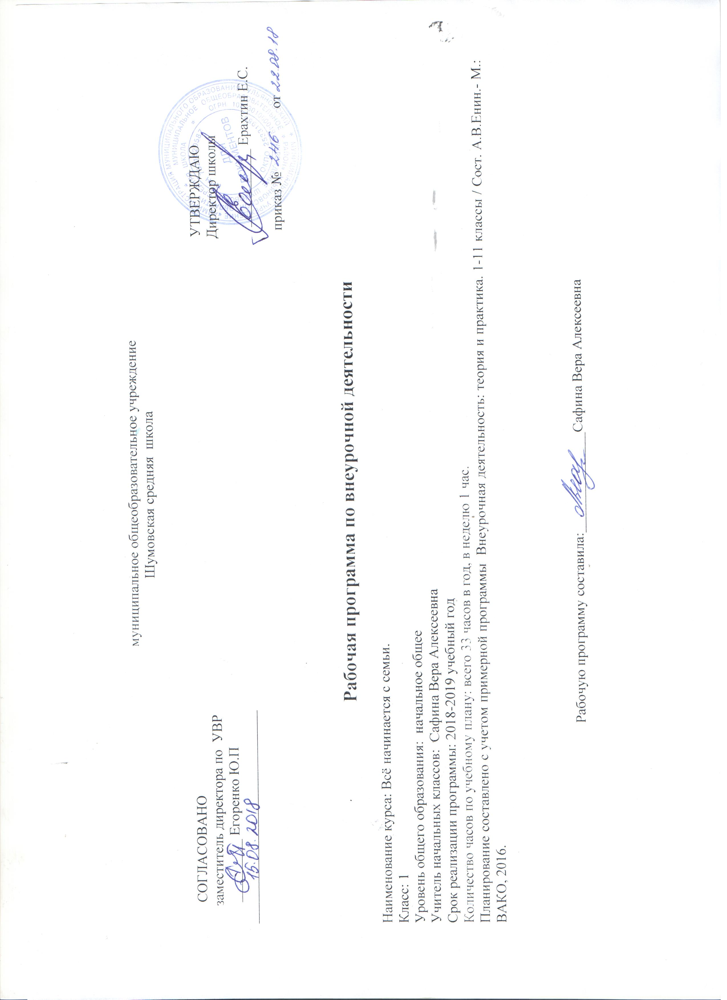 муниципальное общеобразовательное учреждение
Шумовская средняя школа
СОГЛАСОВАНО
заместитель директора по УВР
Егоренко Ю.П
15.08.2018
УТВЕРЖДАЮ
Директор школы
Ерахтин Е.С.
приказ № 246 от 22.08.18
ДЛЯ
ДОКУМЕНТОВ
Рабочая программа по внеурочной деятельности
Наименование курса: Всё начинается с семьи.
Класс: 1
Уровень общего образования: начальное общее
Учитель начальных классов: Сафина Вера Алексеевна
Срок реализации программы: 2018-2019 учебный год
Количество часов по учебному плану: всего 33 часов в год, в неделю 1 час.
Планирование составлено с учетом примерной программы Внеурочная деятельность: теория и практика. 1-11 классы / Сост. А.В.Енин.- М.:
ВАКО, 2016.
Рабочую программу составила: Сафина Вера Алексеевна